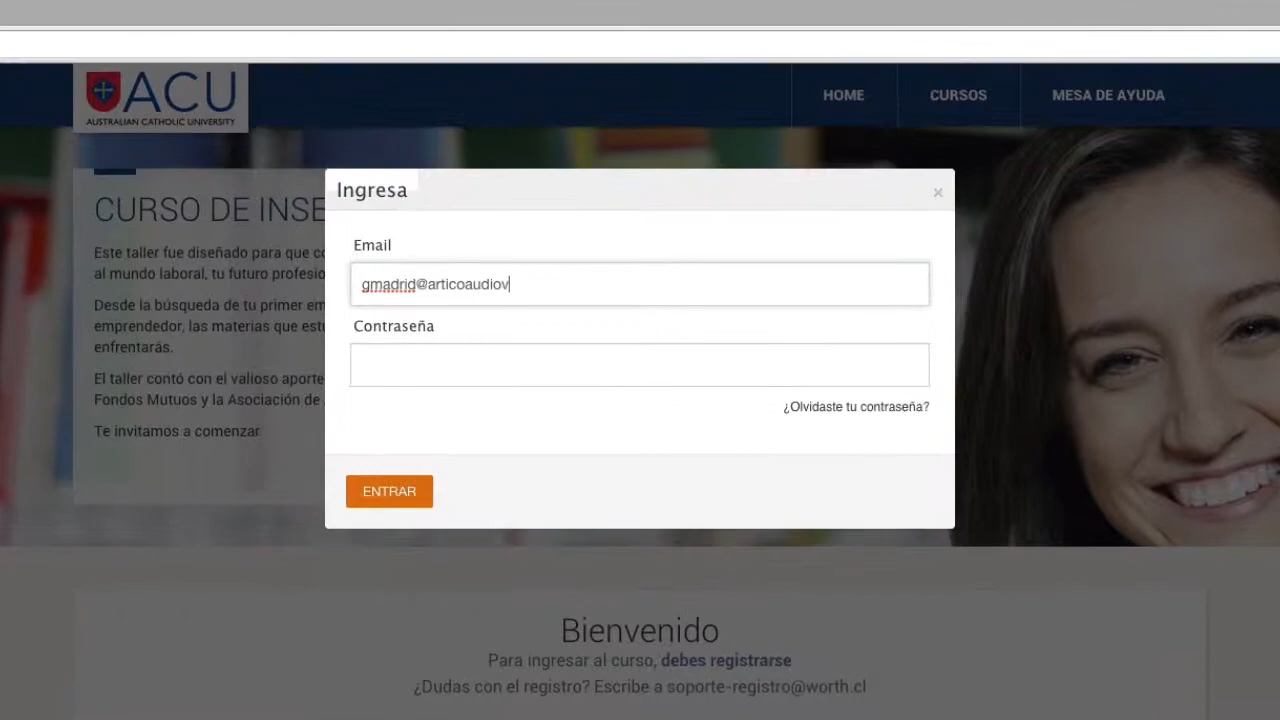 ACU
AUSTRALIAN CATHOLIC UNIVERSITY
HOME
CURSOS
MESA DE AYUDA
CURSO DE INSE
Este taller fue diseñado para que co
al mundo laboral, tu futuro profesio
Desde la búsqueda de tu primer em
emprendedor, las materias que estu
enfrentarás.
El taller contó con el valioso aporte
Fondos Mutuos y la Asociación de
Te invitamos a comenzar
Ingresa
×
Email
gmadrid@articoaudiov
Contraseña
¿Olvidaste tu contraseña?
ENTRAR
Bienvenido
Para ingresar al curso, debes registrarse
¿Dudas con el registro? Escribe a soporte-registro@worth.cl